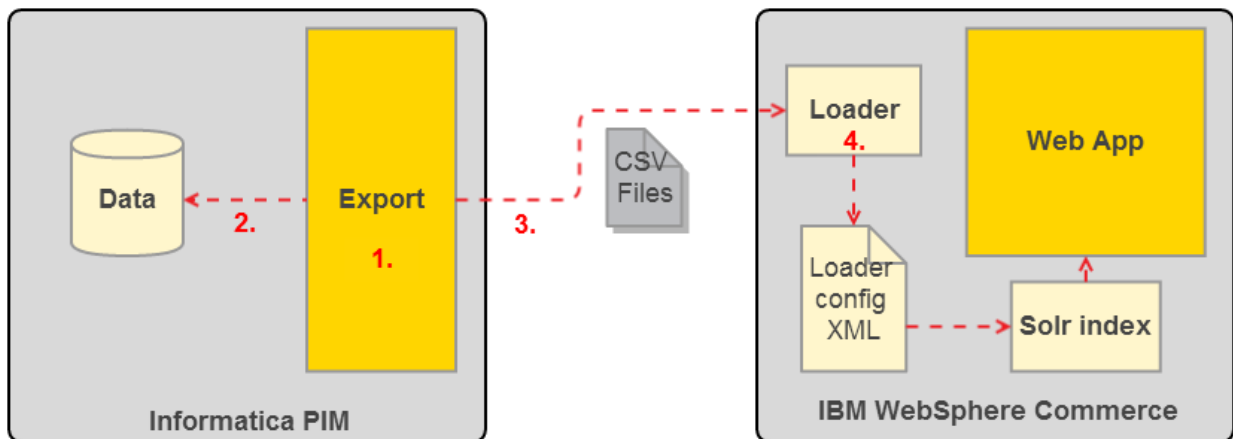 Data
2.
Export
1.
3.
CSV
Files
Loader
4.
Loader
config
XML
Web App
Solr index
Informatica PIM
IBM WebSphere Commerce